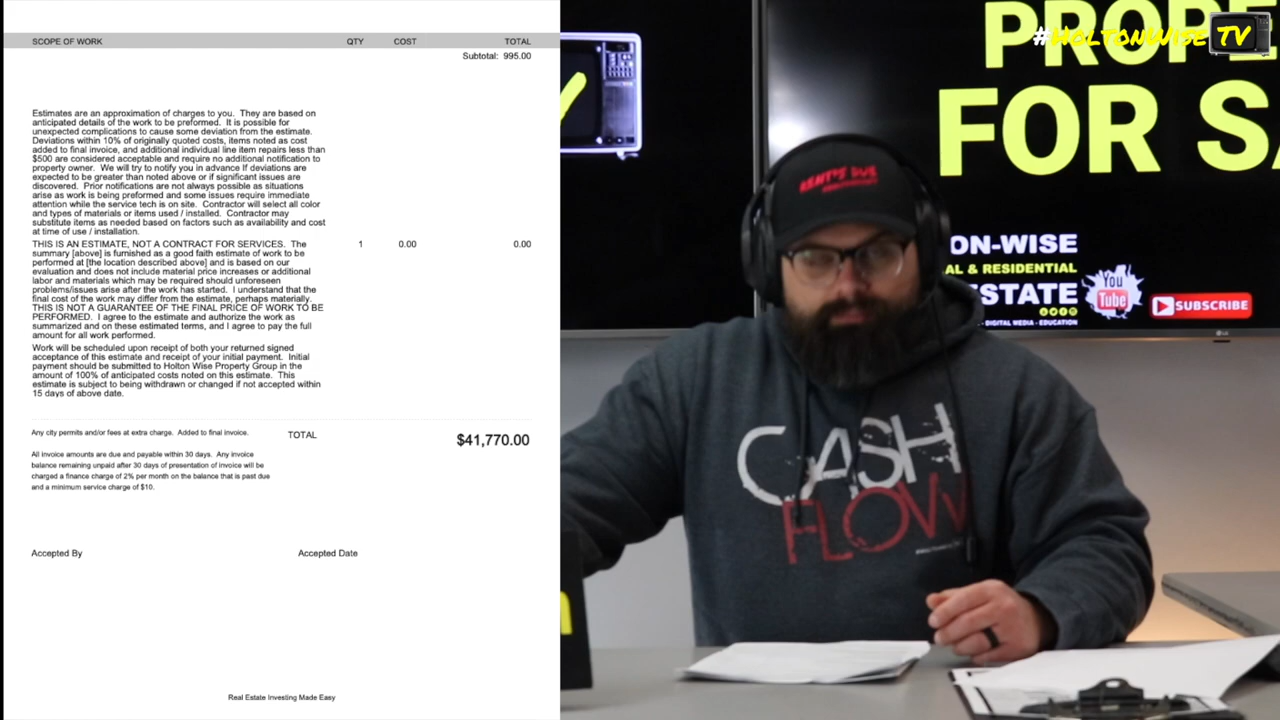 SCOPE OF WORK QTY COST TOTAL
Subtotal: 995.00
Estimates are an approximation of charges to you. They are based on
anticipated details of the work to be preformed. It is possible for
unexpected complications to cause some deviation from the estimate.
Deviations within 10% of originally quoted costs, items noted as cost
added to final invoice, and additional individual line item repairs less than
$500 are considered acceptable and require no additional notification to
property owner. We will try to notify you in advance If deviations are
expected to be greater than noted above or if significant issues are
discovered. Prior notifications are not always possible as situations
arise as work is being preformed and some issues require immediate
attention while the service tech is on site. Contractor will select all color
and types of materials or items used / installed. Contractor may
substitute items as needed based on factors such as availability and cost
at time of use / installation.
THIS IS AN ESTIMATE, NOT A CONTRACT FOR SERVICES. The 1 0.00 0.00
summary [above] is furnished as a good faith estimate of work to be
performed at [the location described above] and is based on our
evaluation and does not include material price increases or additional
labor and materials which may be required should unforeseen
problems/issues arise after the work has started. I understand that the
final cost of the work may differ from the estimate, perhaps materially.
THIS IS NOT A GUARANTEE OF THE FINAL PRICE OF WORK TO BE
PERFORMED. I agree to the estimate and authorize the work as
summarized and on these estimated terms, and I agree to pay the full
amount for all work performed.
Work will be scheduled upon receipt of both your returned signed
acceptance of this estimate and receipt of your initial payment. Initial
payment should be submitted to Holton Wise Property Group in the
amount of 100% of anticipated costs noted on this estimate. This
estimate is subject to being withdrawn or changed if not accepted within
15 days of above date.
Any city permits and/or fees at extra charge. Added to final invoice.
TOTAL $41,770.00
All invoice amounts are due and payable within 30 days. Any invoice
balance remaining unpaid after 30 days of presentation of invoice will be
charged a finance charge of 2% per month on the balance that is past due
and a minimum service charge of $10.
Accepted By Accepted Date
Real Estate Investing Made Easy
#HoltonWise TV
PROPE
FOR SA
ON-WISE
AL & RESIDENTIAL
ESTATE
- DIGITAL MEDIA - EDUCATION
You
Tube
SUBSCRIBE
RENT'S DUE
CASH
FLOW
LG